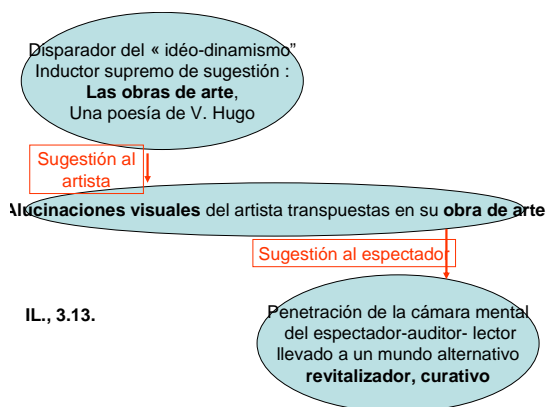 Disparador del « idéo-dinamismo”
Inductor supremo de sugestión :
Las obras de arte,
Una poesía de V. Hugo
Sugestión al
artista
Alucinaciones visuales del artista transpuestas en su obra de arte
Sugestión al espectador
IL., 3.13.
Penetración de la cámara mental
del espectador-auditor- lector
llevado a un mundo alternativo
revitalizador, curativo